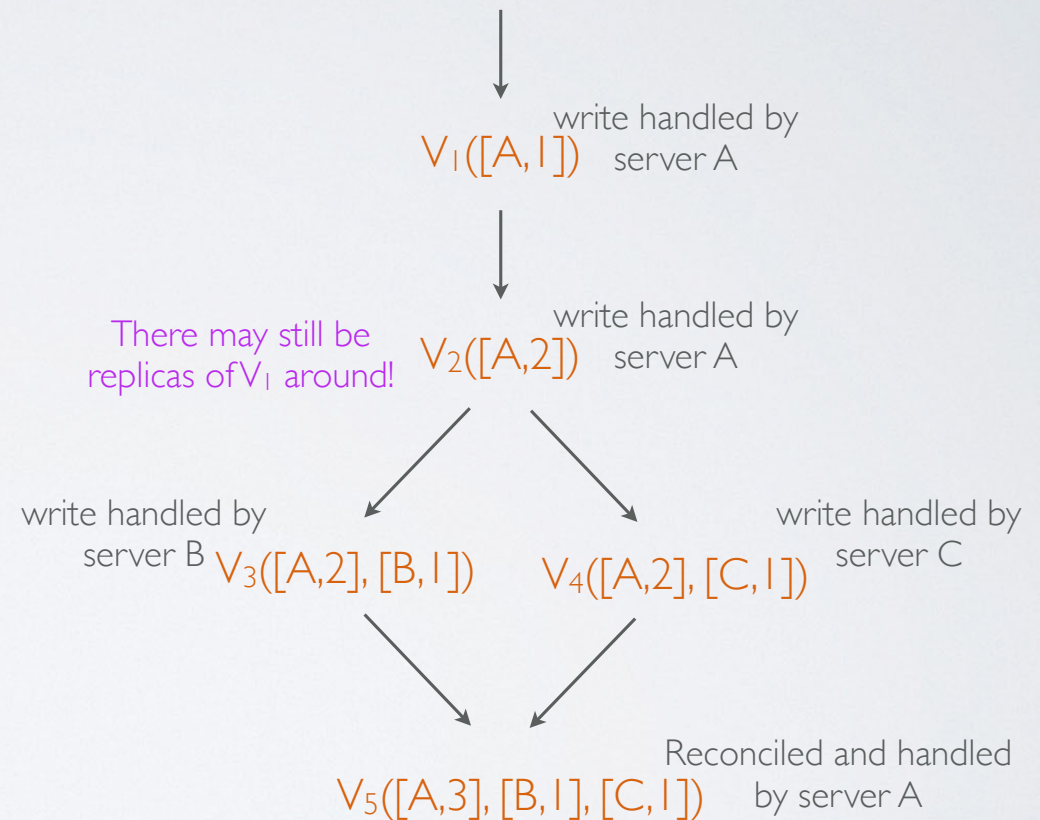 write handled by
server A
V₁([A,1])
write handled by
server A
V₂([A,2])
There may still be
replicas of V₁ around!
write handled by
server B
V₃([A,2], [B,1])
write handled by
server C
V₄([A,2], [C,1])
Reconciled and handled
by server A
V₅([A,3], [B,1], [C,1])